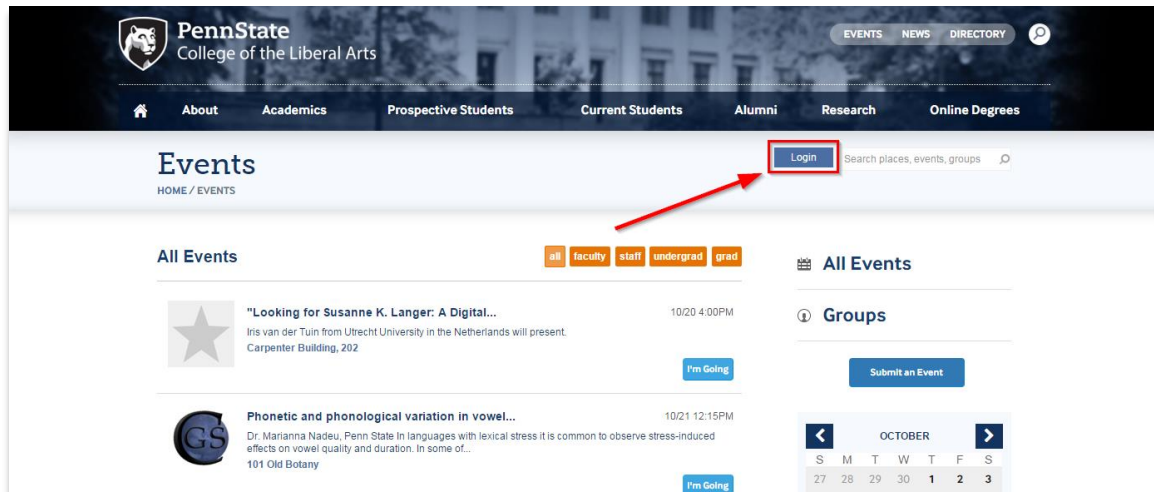 PennState
College of the Liberal Arts
EVENTS NEWS DIRECTORY
About Academics Prospective Students Current Students Alumni Research Online Degrees
Events
HOME / EVENTS
Login
Search places, events, groups
All Events
all faculty staff undergrad grad
"Looking for Susanne K. Langer: A Digital...
10/20 4:00PM
Iris van der Tuin from Utrecht University in the Netherlands will present.
Carpenter Building, 202
I'm Going
Phonetic and phonological variation in vowel...
10/21 12:15PM
Dr. Marianna Nadeu, Penn State In languages with lexical stress it is common to observe stress-induced
effects on vowel quality and duration. In some of...
101 Old Botany
I'm Going
CGS
All Events
Groups
Submit an Event
OCTOBER
S M T W T F S
27 28 29 30 1 2 3